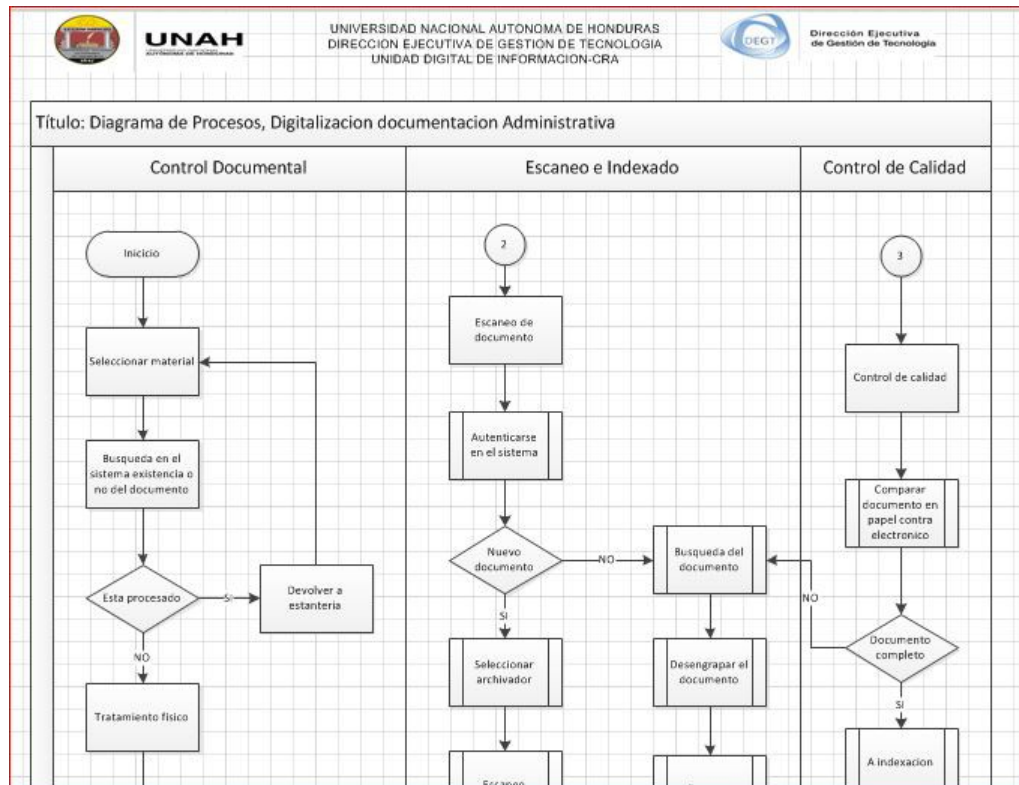 UNAH
UNIVERSIDAD NACIONAL AUTONOMA DE HONDURAS
DIRECCION EJECUTIVA DE GESTION DE TECNOLOGIA
UNIDAD DIGITAL DE INFORMACION-CRA
DEGT
Dirección Ejecutiva
de Gestión de Tecnología
Título: Diagrama de Procesos, Digitalizacion documentacion Administrativa
Control Documental
Escaneo e Indexado
Control de Calidad
Inicicio
Seleccionar material
Busqueda en el
sistema existencia o
no del documento
Esta procesado
SI
Devolver a
estanteria
NO
Tratamiento fisico
2
Escaneo de
documento
Autenticarse
en el sistema
Nuevo
documento
NO
Busqueda del
documento
SI
Seleccionar
archivador
Desengrapar el
documento
Escaneo
3
Control de calidad
Comparar
documento en
papel contra
electronico
NO
Documento
completo
SI
A indexacion